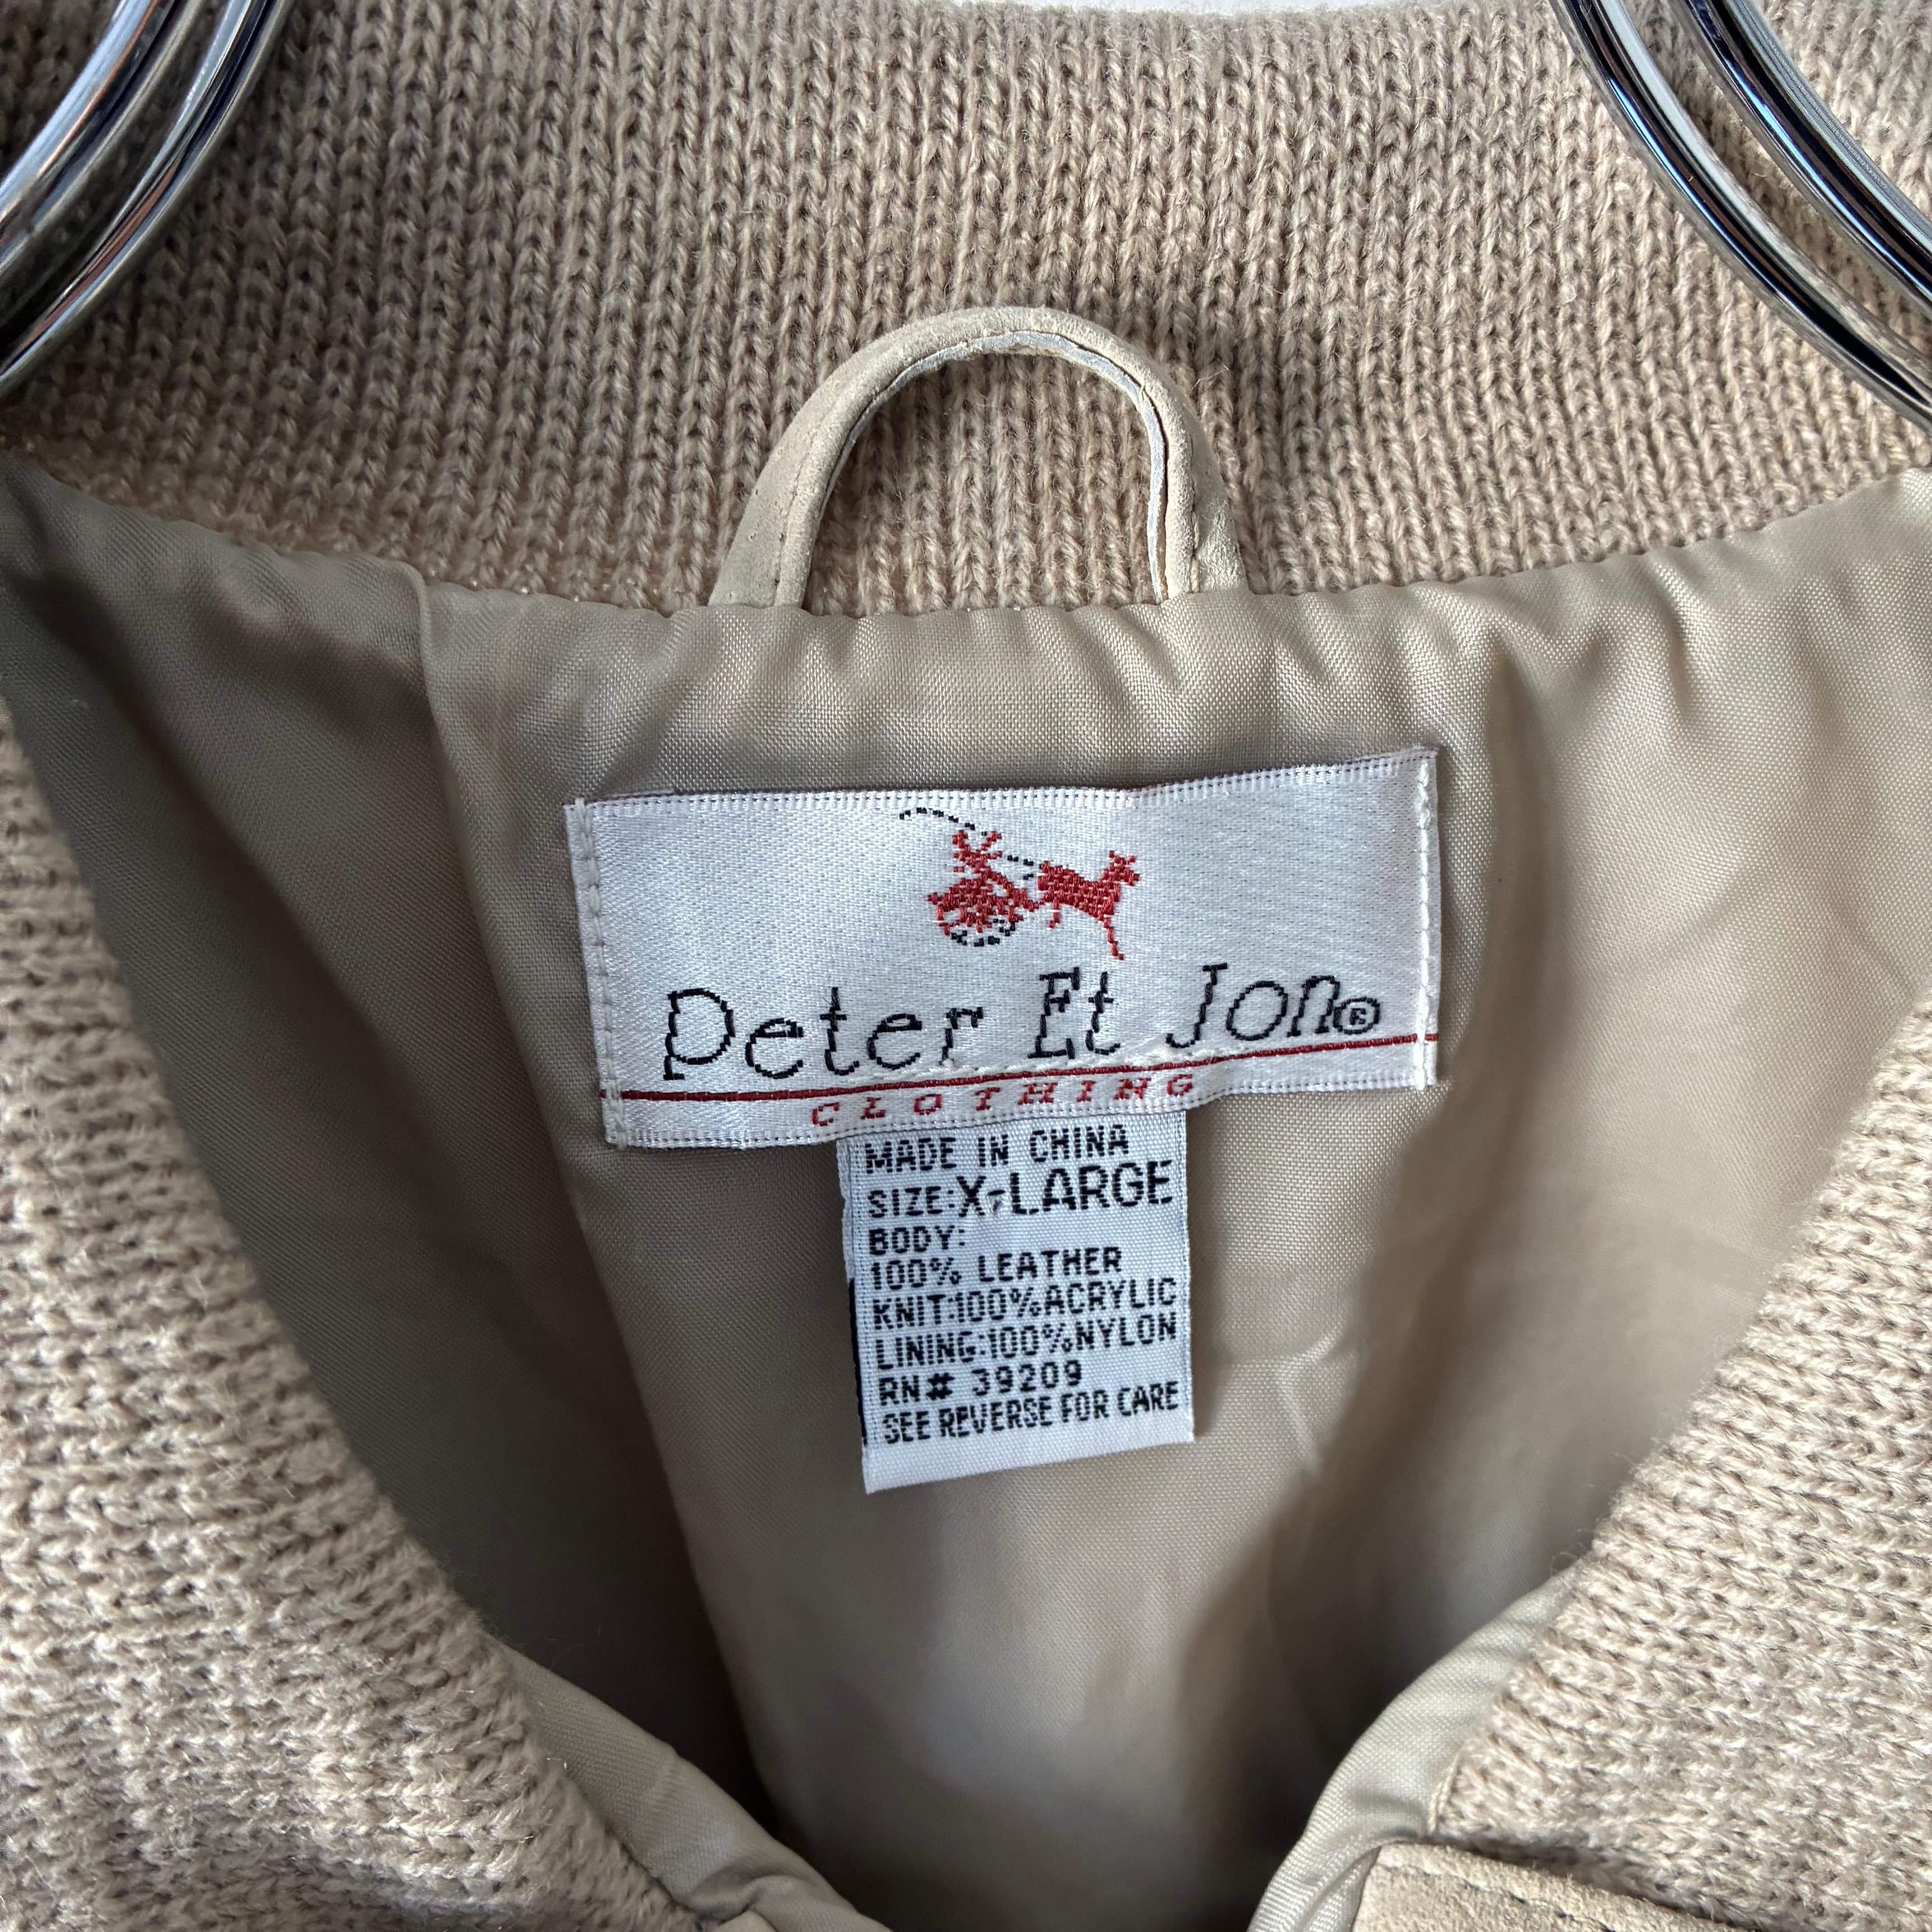 Peter Et Jon®
CLOTHING
MADE IN CHINA
SIZE:X-LARGE
BODY:
100% LEATHER
KNIT:100%ACRYLIC
LINING:100%NYLON
RN# 39209
SEE REVERSE FOR CARE